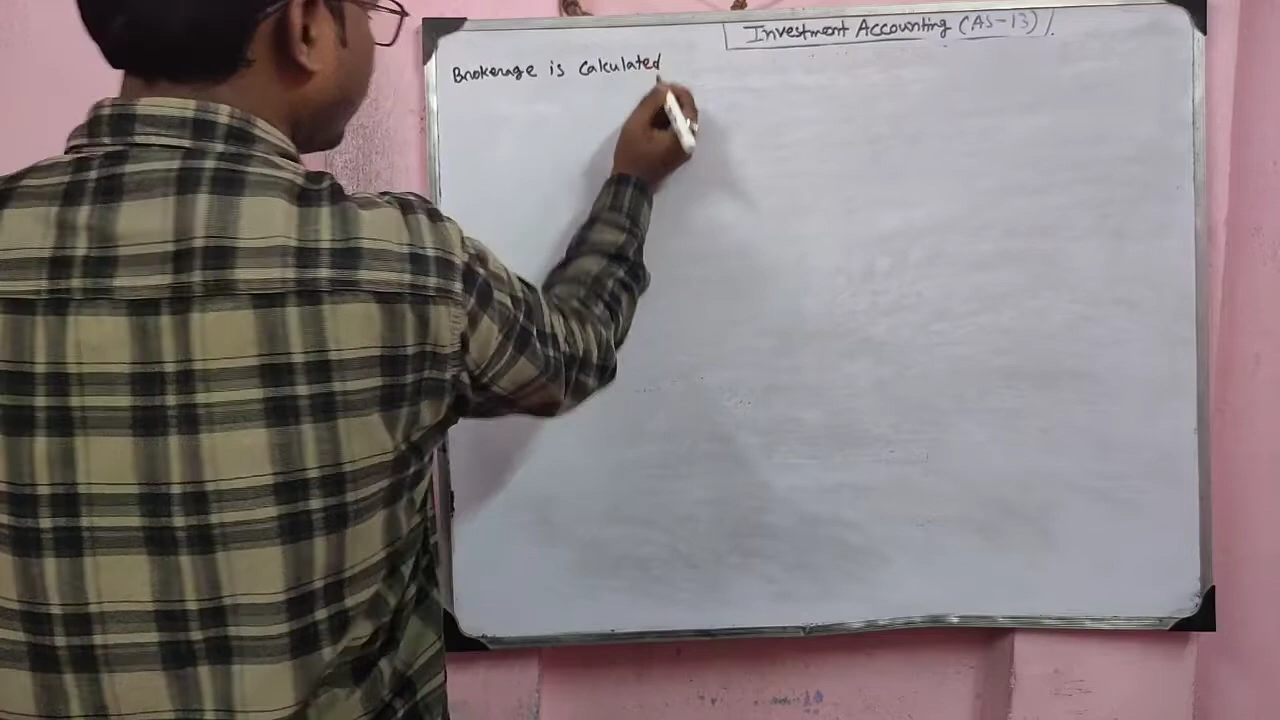 Investment Accounting (AS-13)
Brokerage is calculated